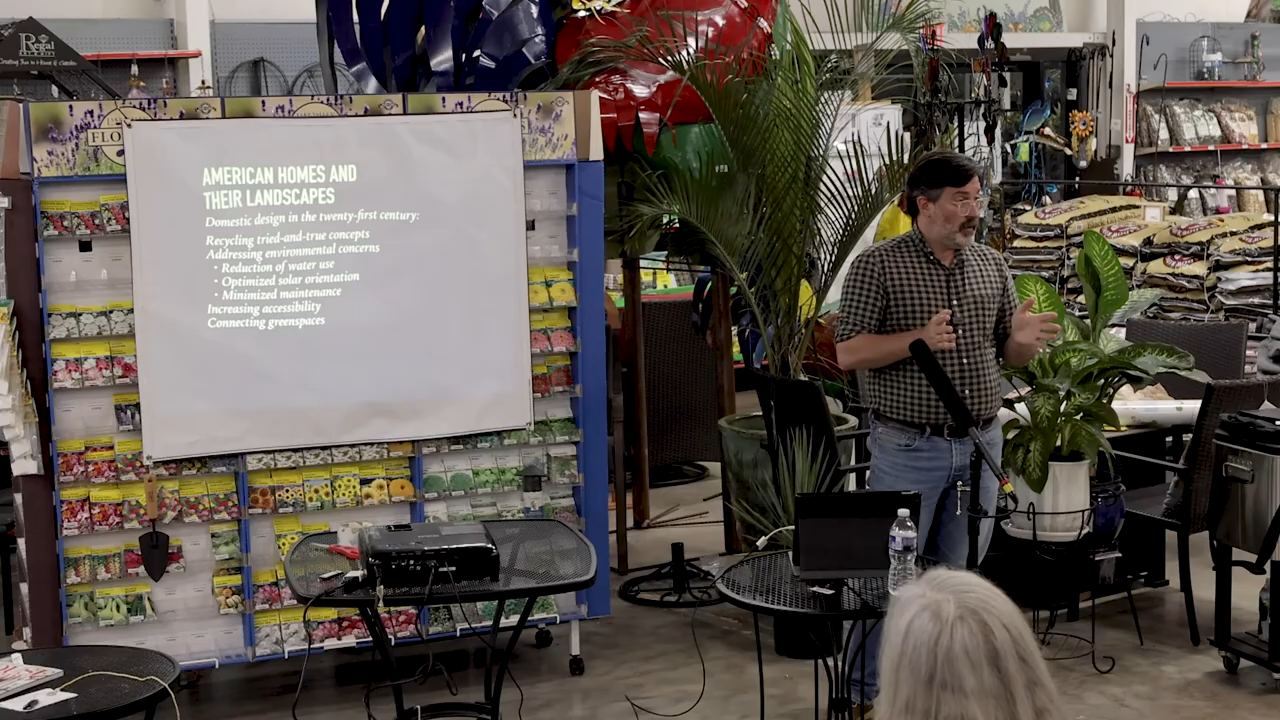 Regal
FLO
AMERICAN HOMES AND
THEIR LANDSCAPES
Domestic design in the twenty-first century:
Recycling tried-and-true concepts
Addressing environmental concerns
• Reduction of water use
• Optimized solar orientation
• Minimized maintenance
Increasing accessibility
Connecting greenspaces